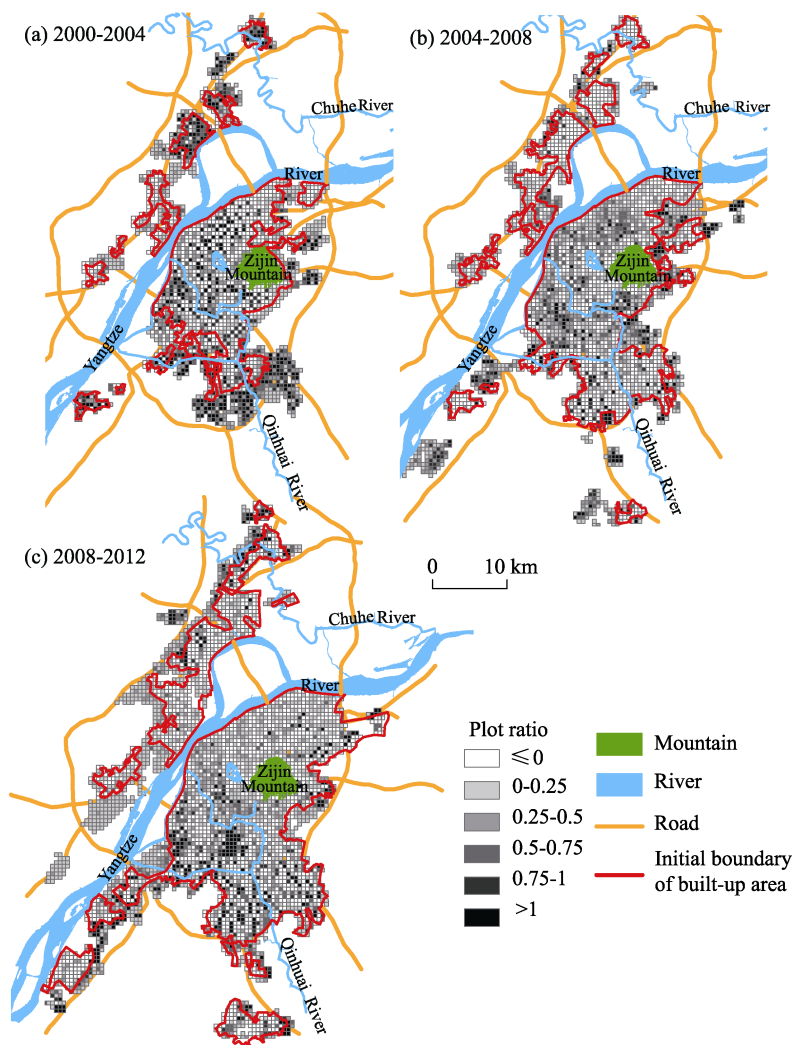 (a) 2000-2004
Chuhe River
River
Zijin
Mountain
Yangtze
Qinhuai River
(b) 2004-2008
Chuhe River
River
Zijin
Mountain
Yangtze
Qinhuai River
(c) 2008-2012
0 10 km
Chuhe River
River
Zijin
Mountain
Yangtze
Qinhuai River
Plot ratio
≤0
0-0.25
0.25-0.5
0.5-0.75
0.75-1
>1
Mountain
River
Road
Initial boundary
of built-up area